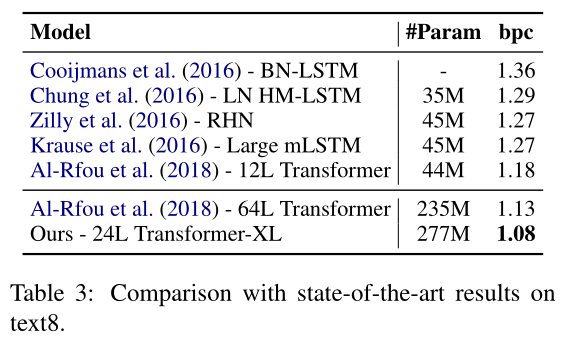 Model #Param bpc
Cooijmans et al. (2016) - BN-LSTM - 1.36
Chung et al. (2016) - LN HM-LSTM 35M 1.29
Zilly et al. (2016) - RHN 45M 1.27
Krause et al. (2016) - Large mLSTM 45M 1.27
Al-Rfou et al. (2018) - 12L Transformer 44M 1.18
Al-Rfou et al. (2018) - 64L Transformer 235M 1.13
Ours - 24L Transformer-XL 277M 1.08
Table 3: Comparison with state-of-the-art results on
text8.